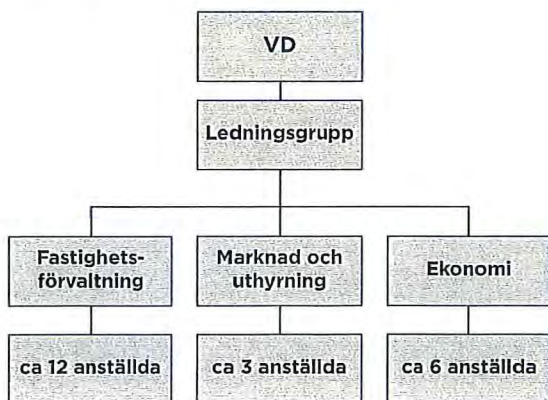 VD
Ledningsgrupp
Fastighets-
förvaltning
Marknad och
uthyrning
Ekonomi
ca 12 anställda
ca 3 anställda
ca 6 anställda